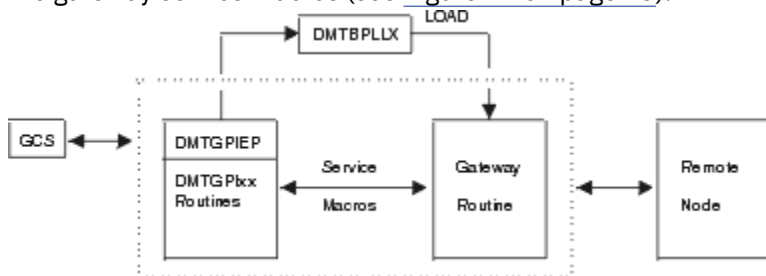 LOAD
DMTBPLLX
GCS
DMTGPIEP
DMTGPIxx
Routines
Service
Macros
Gateway
Routine
Remote
Node